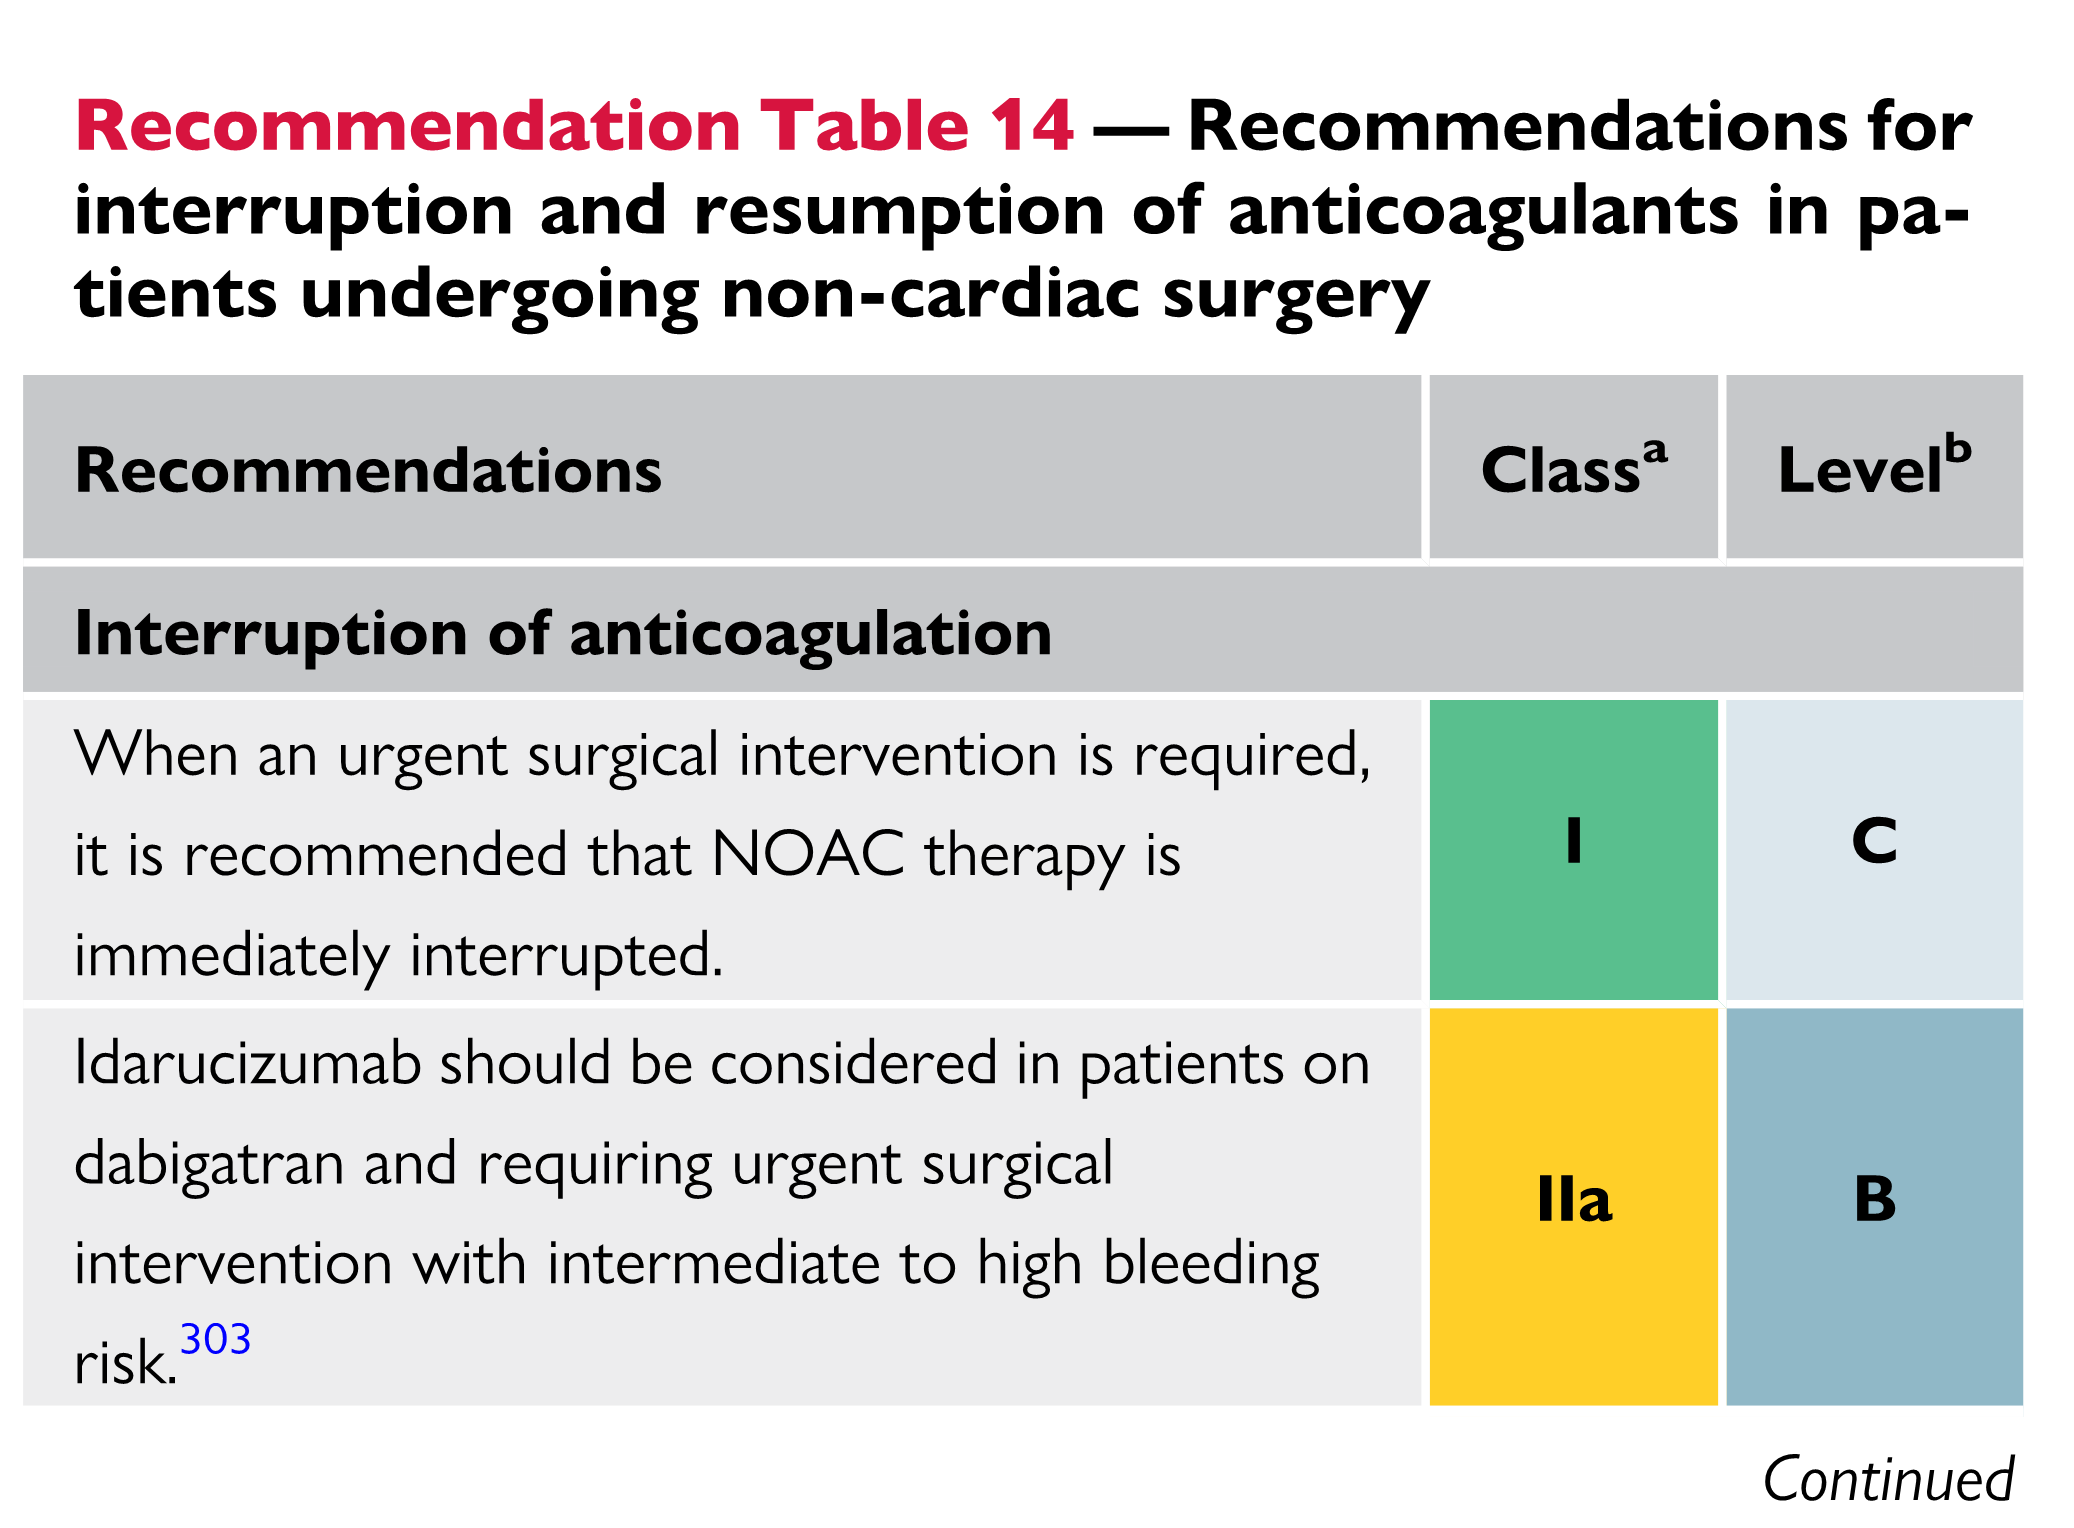 Recommendation Table 14 — Recommendations for
interruption and resumption of anticoagulants in pa-
tients undergoing non-cardiac surgery
Recommendations Classᵃ Levelᵇ
Interruption of anticoagulation
When an urgent surgical intervention is required,
it is recommended that NOAC therapy is
immediately interrupted.
I C
Idarucizumab should be considered in patients on
dabigatran and requiring urgent surgical
intervention with intermediate to high bleeding
risk.³⁰³
IIa B
Continued